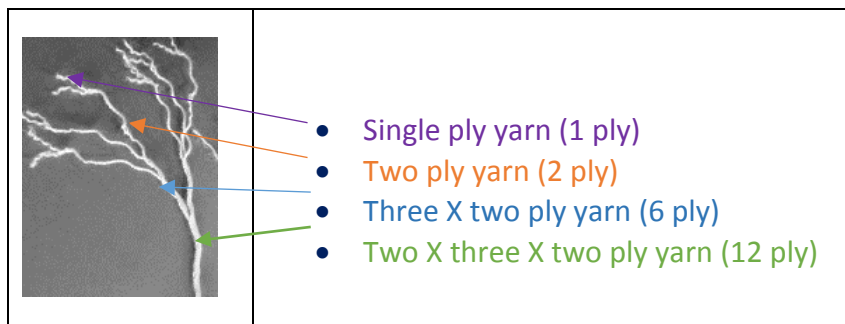 • Single ply yarn (1 ply)
• Two ply yarn (2 ply)
• Three X two ply yarn (6 ply)
• Two X three X two ply yarn (12 ply)